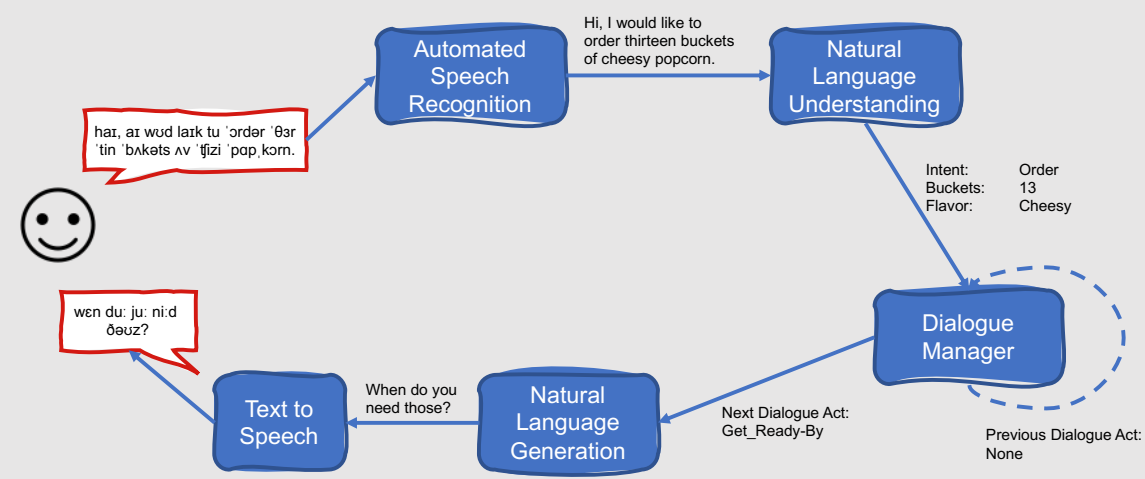 Hi, I would like to
order thirteen buckets
of cheesy popcorn.
Automated
Speech
Recognition
Natural
Language
Understanding
haɪ, aɪ wʊd laɪk tu ˈɔrdər ˈθɜr
ˈtin ˈbʌkəts ʌv ˈʧizi ˈpɑpˌkɔrn.
Intent: Order
Buckets: 13
Flavor: Cheesy
Dialogue
Manager
Previous Dialogue Act:
None
Next Dialogue Act:
Get_Ready-By
Natural
Language
Generation
When do you
need those?
Text to
Speech
wɛn duː juː niːd
ðəʊz?